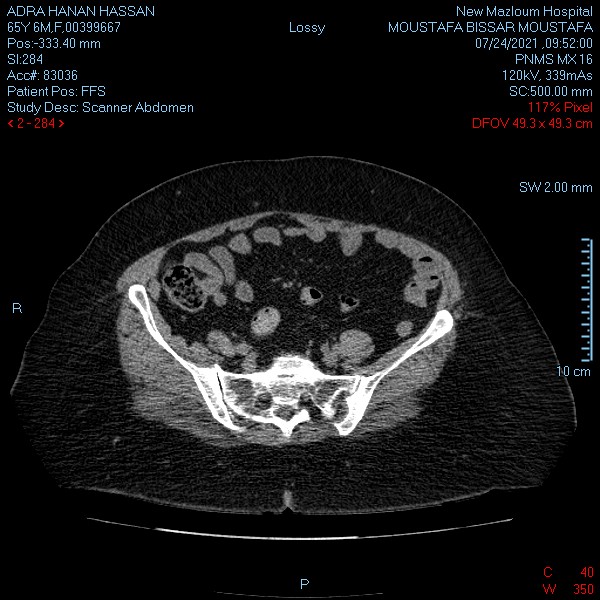 ADRA HANAN HASSAN
65Y 6M,F,00399667
Pos:-333.40 mm
SI:284
Acc#: 83036
Patient Pos: FFS
Study Desc: Scanner Abdomen
< 2 - 284 >
Lossy
New Mazloum Hospital
MOUSTAFA BISSAR MOUSTAFA
07/24/2021 ,09:52:00
PNMS MX 16
120kV, 339mAs
SC:500.00 mm
117% Pixel
DFOV 49.3 x 49.3 cm
SW 2.00 mm
R
10 cm
P
C 40
W 350